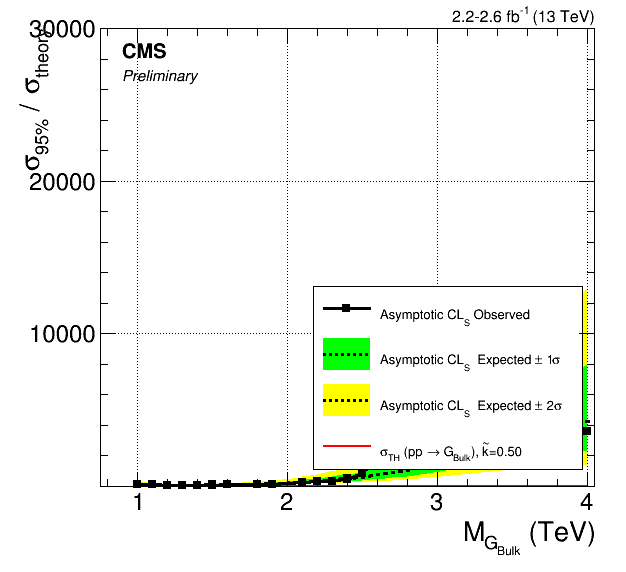 2.2-2.6 fb⁻¹ (13 TeV)
30000
CMS
Preliminary
σ95% / σtheory
20000
10000
Asymptotic CLS Observed
Asymptotic CLS Expected ± 1σ
Asymptotic CLS Expected ± 2σ
σTH (pp → GBulk), k̃=0.50
1 2 3 4
MGBulk (TeV)